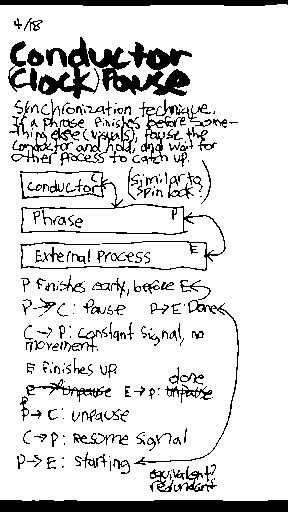 4/18
Conductor
(Clock) Pause
Synchronization technique.
If a phrase finishes before some-
-thing else (visuals), pause the
conductor and hold, and wait for
other process to catch up.
conductor C (similar to
spin lock?)
Phrase P
External Process E
P finishes early, before E
P → C: Pause P → E: Done
C → P: Constant signal, no
movement.
E finishes up.
done
E → P: unpause E → P: unpause
P → C: unpause
C → P: Resume signal
P → E: starting
equivalent?
redundant